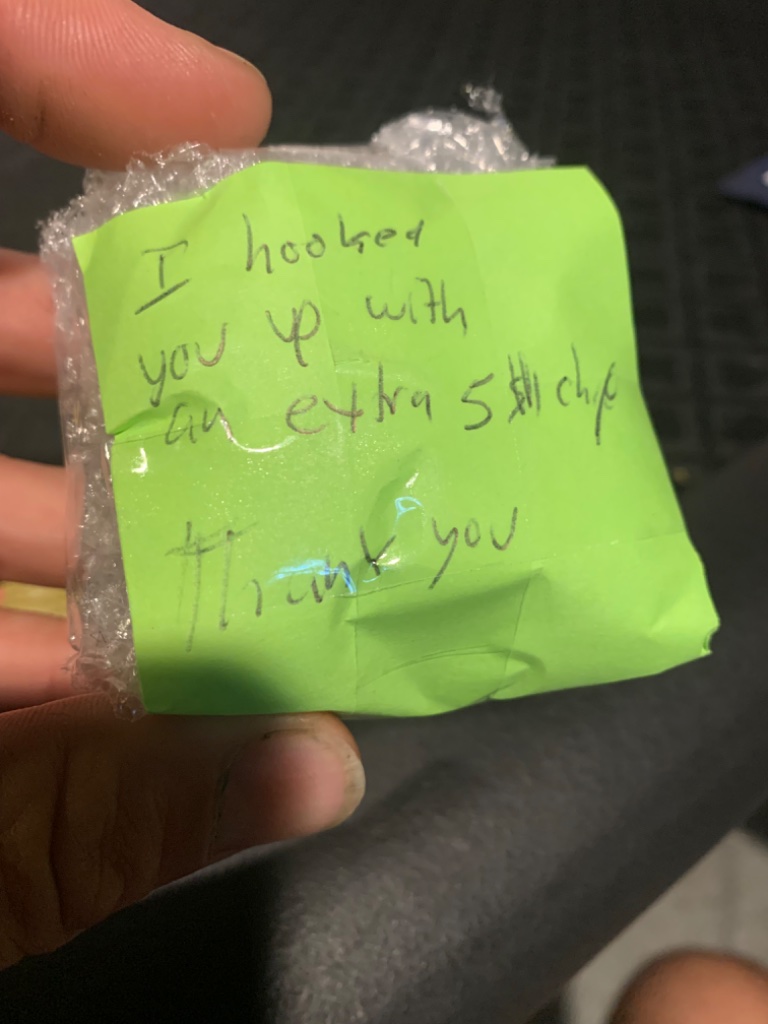 I hooked
you up with
an extra 5 chip
Thank you